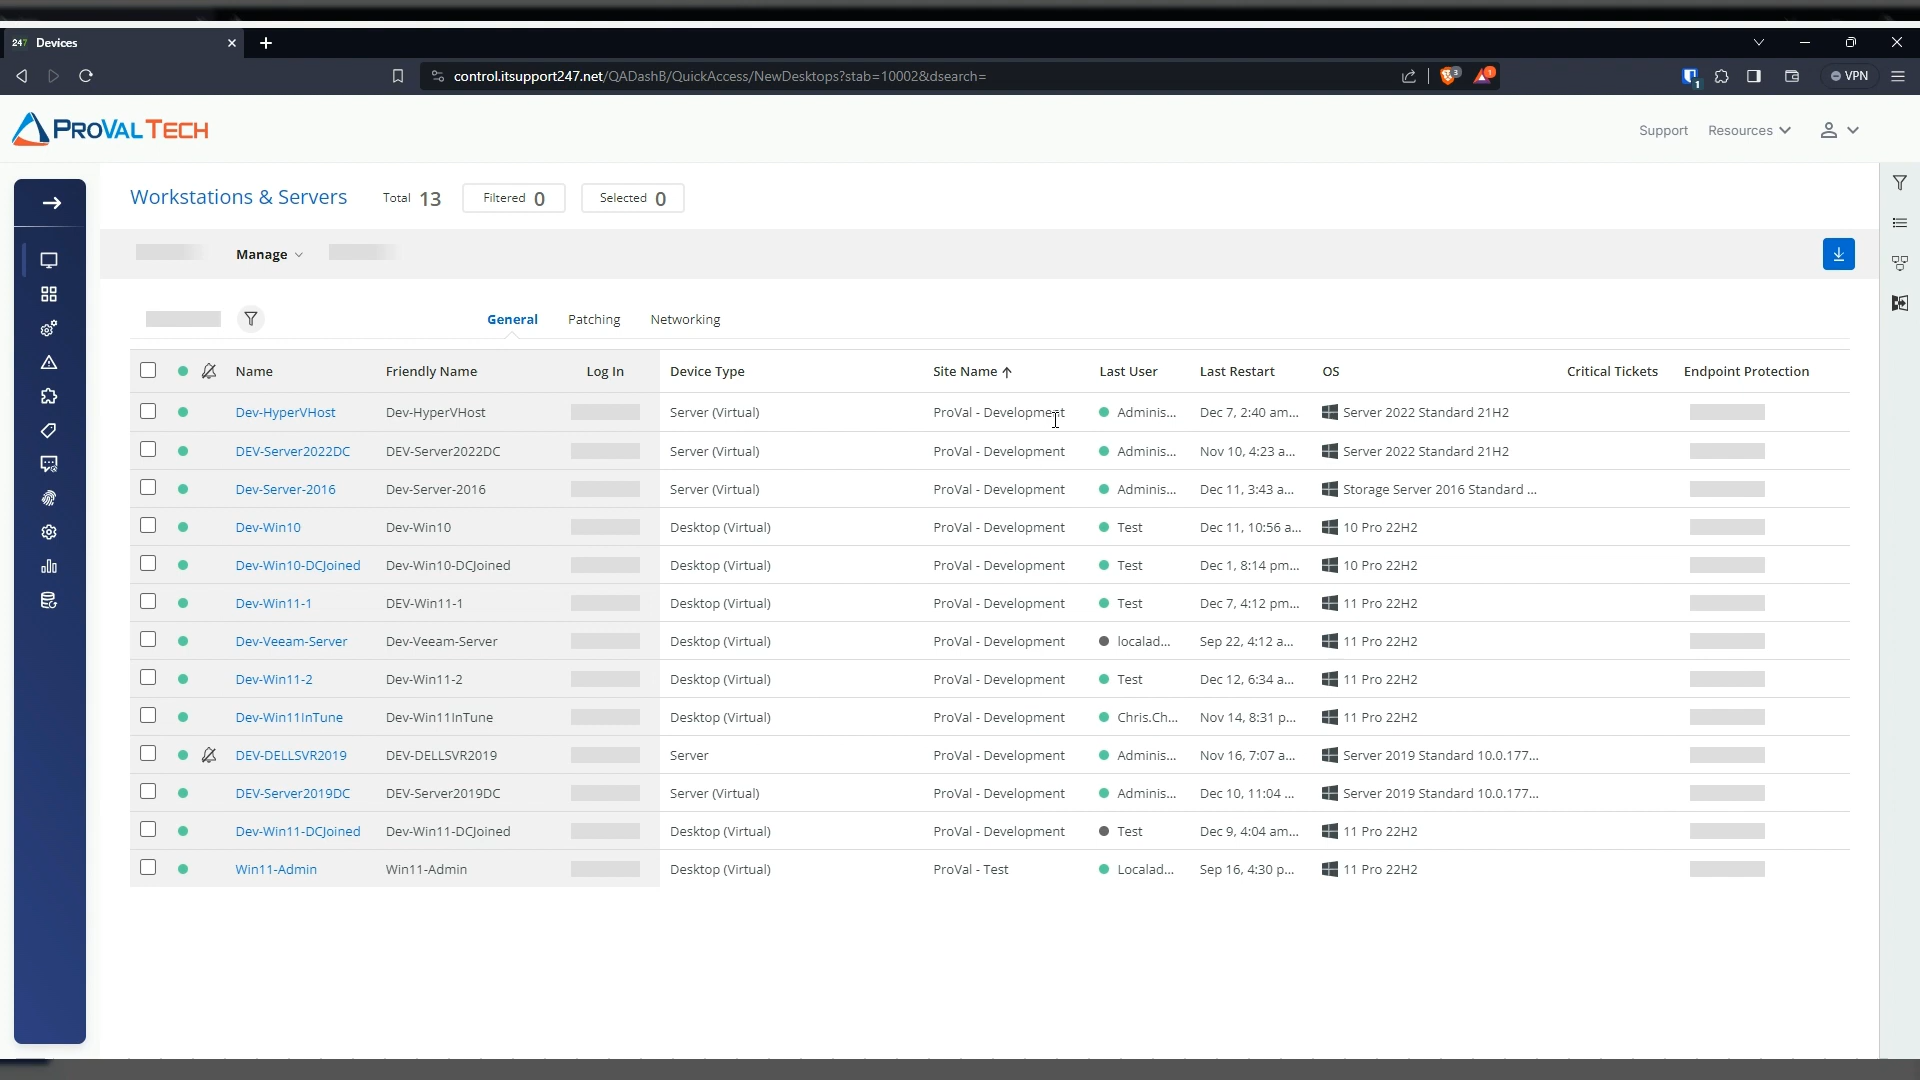 247 Devices
control.itsupport247.net/QADashB/QuickAccess/NewDesktops?stab=10002&dsearch=
3
1
1
VPN
PROVAL TECH
Support Resources
Workstations & Servers Total 13 Filtered 0 Selected 0
Manage
General Patching Networking
Name Friendly Name Log In Device Type Site Name Last User Last Restart OS Critical Tickets Endpoint Protection
Dev-HyperVHost Dev-HyperVHost Server (Virtual) ProVal - Development Adminis... Dec 7, 2:40 am... Server 2022 Standard 21H2
DEV-Server2022DC DEV-Server2022DC Server (Virtual) ProVal - Development Adminis... Nov 10, 4:23 a... Server 2022 Standard 21H2
Dev-Server-2016 Dev-Server-2016 Server (Virtual) ProVal - Development Adminis... Dec 11, 3:43 a... Storage Server 2016 Standard ...
Dev-Win10 Dev-Win10 Desktop (Virtual) ProVal - Development Test Dec 11, 10:56 a... 10 Pro 22H2
Dev-Win10-DCJoined Dev-Win10-DCJoined Desktop (Virtual) ProVal - Development Test Dec 1, 8:14 pm... 10 Pro 22H2
Dev-Win11-1 DEV-Win11-1 Desktop (Virtual) ProVal - Development Test Dec 7, 4:12 pm... 11 Pro 22H2
Dev-Veeam-Server Dev-Veeam-Server Desktop (Virtual) ProVal - Development localad... Sep 22, 4:12 a... 11 Pro 22H2
Dev-Win11-2 Dev-Win11-2 Desktop (Virtual) ProVal - Development Test Dec 12, 6:34 a... 11 Pro 22H2
Dev-Win11InTune Dev-Win11InTune Desktop (Virtual) ProVal - Development Chris.Ch... Nov 14, 8:31 p... 11 Pro 22H2
DEV-DELLSVR2019 DEV-DELLSVR2019 Server ProVal - Development Adminis... Nov 16, 7:07 a... Server 2019 Standard 10.0.177...
DEV-Server2019DC DEV-Server2019DC Server (Virtual) ProVal - Development Adminis... Dec 10, 11:04 ... Server 2019 Standard 10.0.177...
Dev-Win11-DCJoined Dev-Win11-DCJoined Desktop (Virtual) ProVal - Development Test Dec 9, 4:04 am... 11 Pro 22H2
Win11-Admin Win11-Admin Desktop (Virtual) ProVal - Test Localad... Sep 16, 4:30 p... 11 Pro 22H2